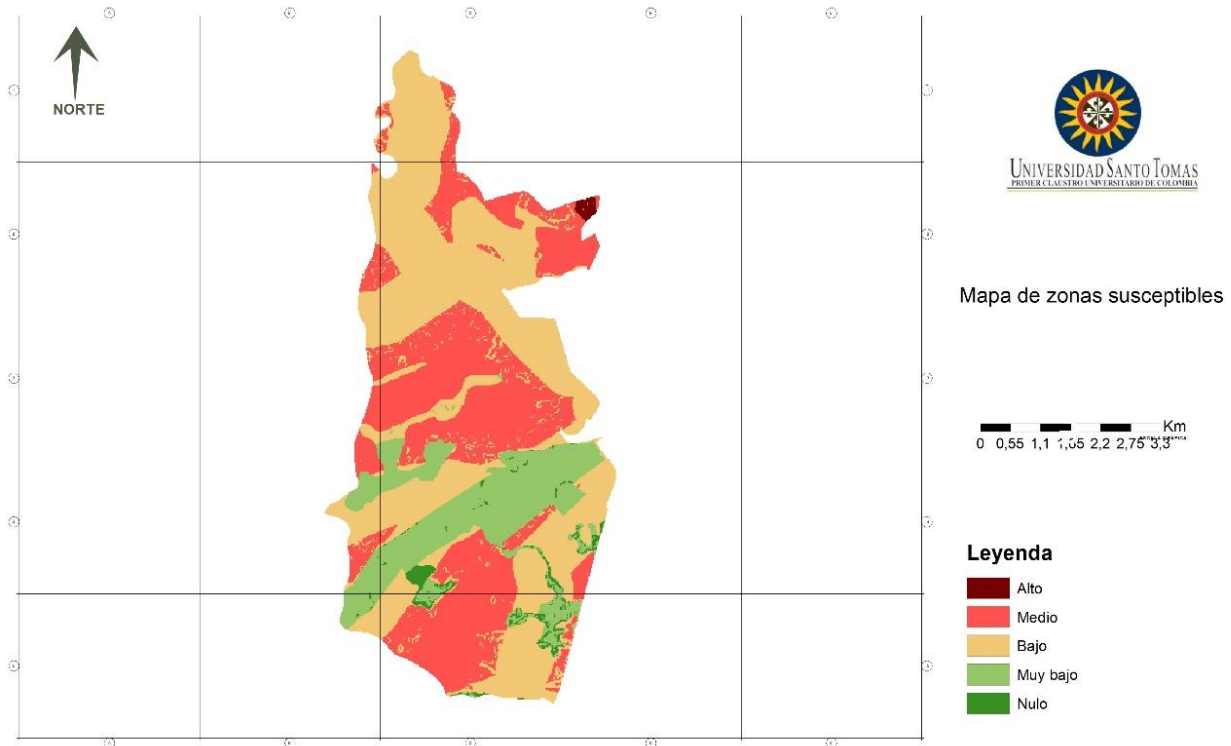 NORTE
UNIVERSIDAD SANTO TOMAS
PRIMER CLAUSTRO UNIVERSITARIO DE COLOMBIA
Mapa de zonas susceptibles
Km
0 0,55 1,1 1,65 2,2 2,75 3,3
Leyenda
Alto
Medio
Bajo
Muy bajo
Nulo